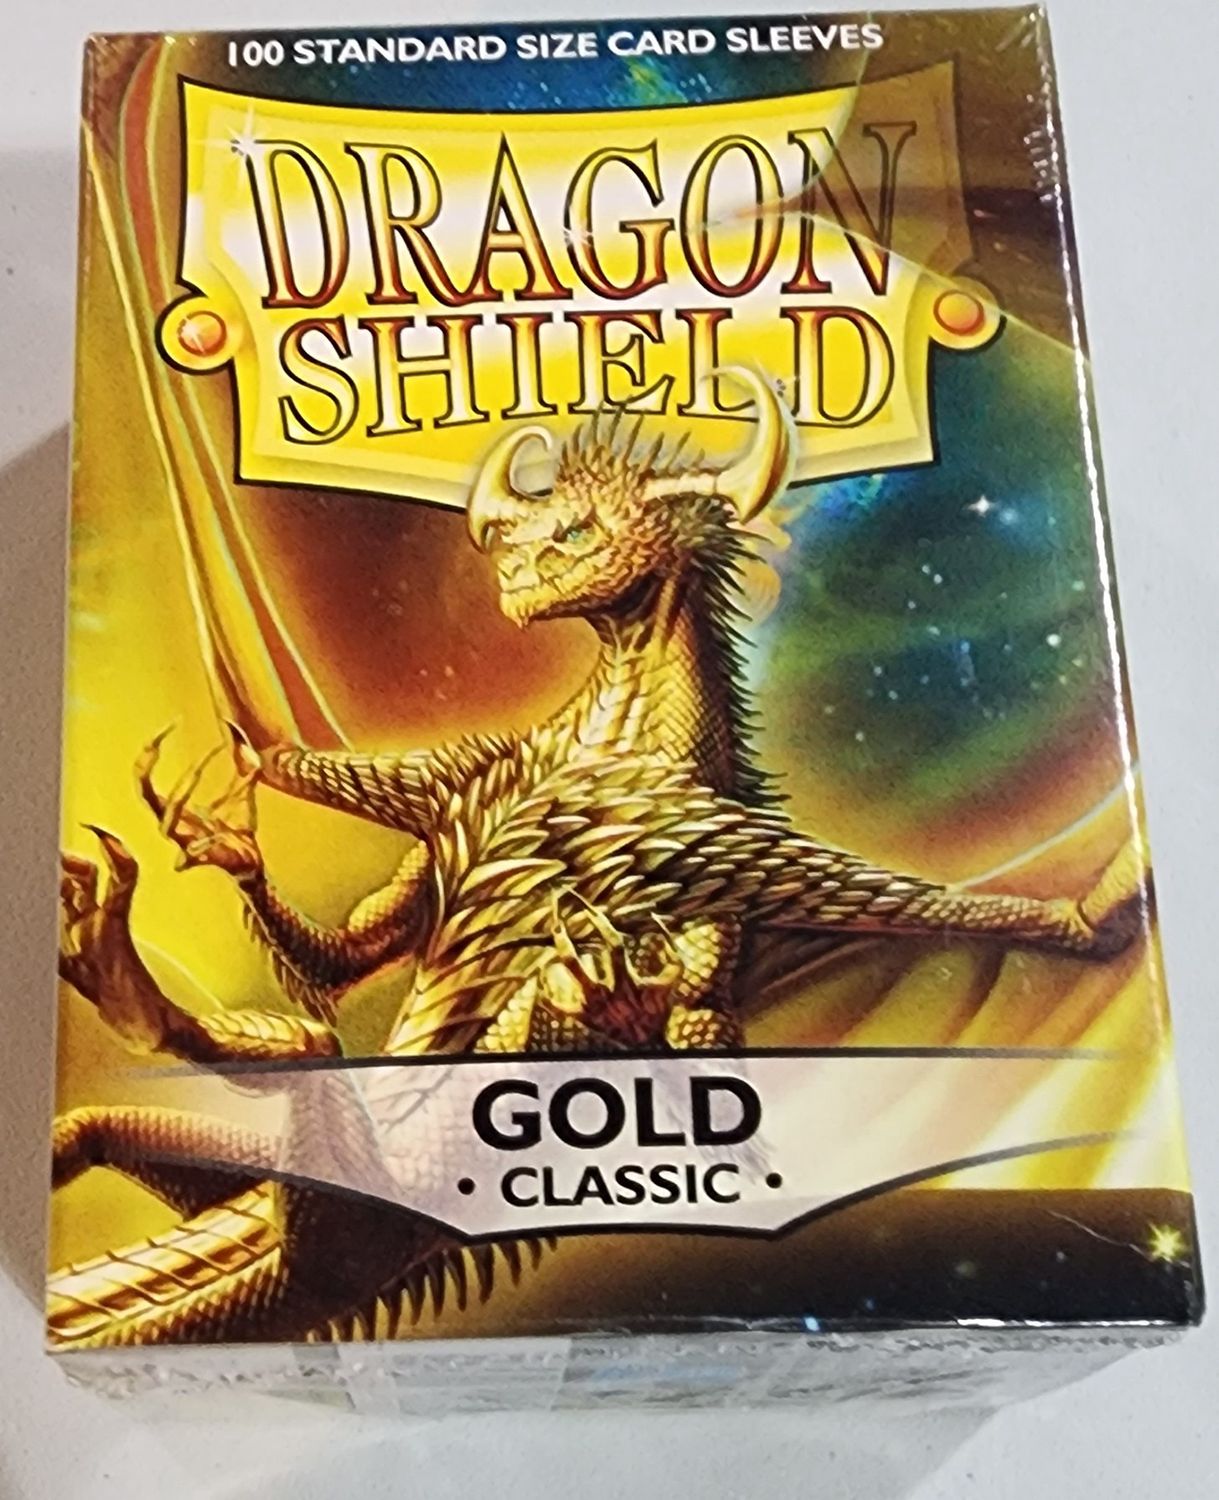 100 STANDARD SIZE CARD SLEEVES
DRAGON
SHIELD
GOLD
• CLASSIC •